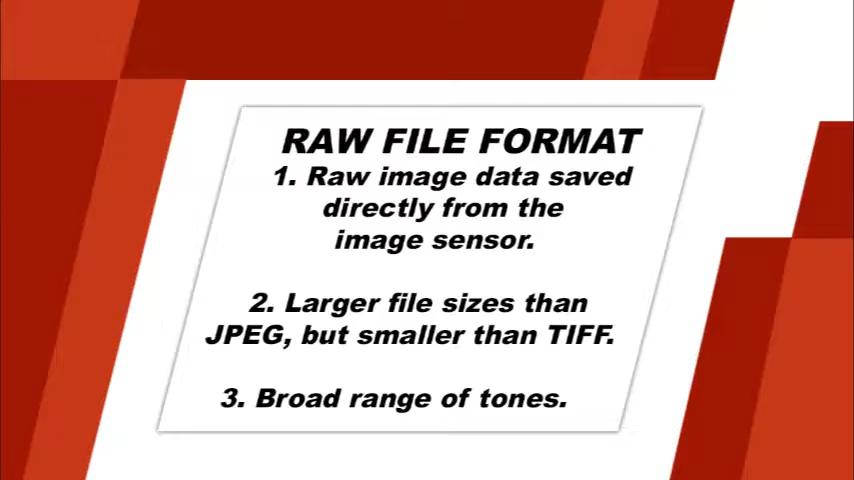 RAW FILE FORMAT
1. Raw image data saved
directly from the
image sensor.
2. Larger file sizes than
JPEG, but smaller than TIFF.
3. Broad range of tones.